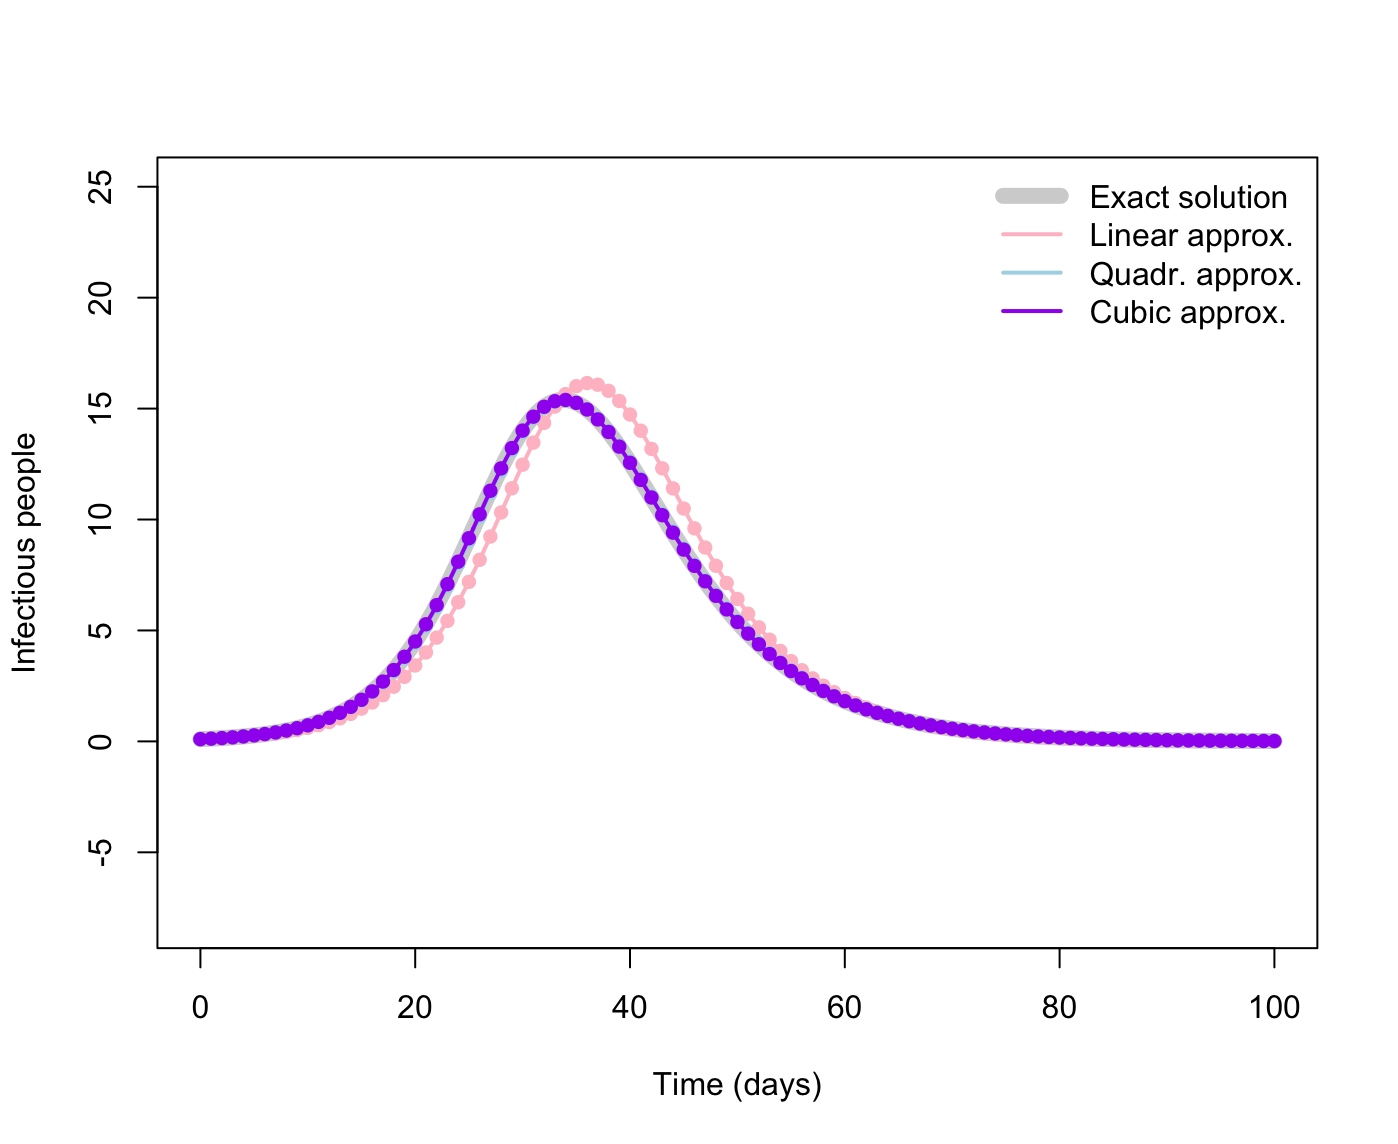 Exact solution
Linear approx.
Quadr. approx.
Cubic approx.
25
20
15
10
5
0
-5
Infectious people
0 20 40 60 80 100
Time (days)